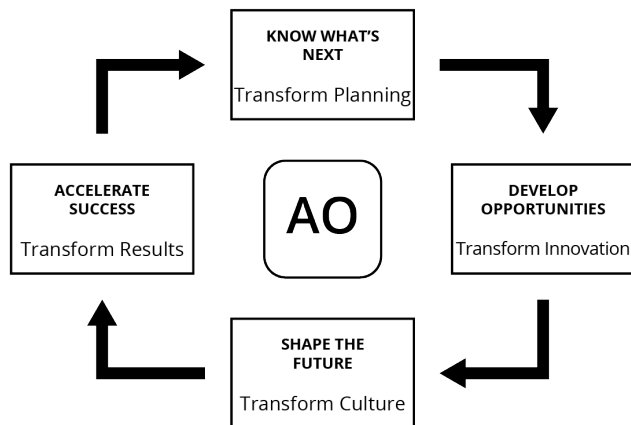 KNOW WHAT'S
NEXT
Transform Planning
ACCELERATE
SUCCESS
Transform Results
AO
DEVELOP
OPPORTUNITIES
Transform Innovation
SHAPE THE
FUTURE
Transform Culture